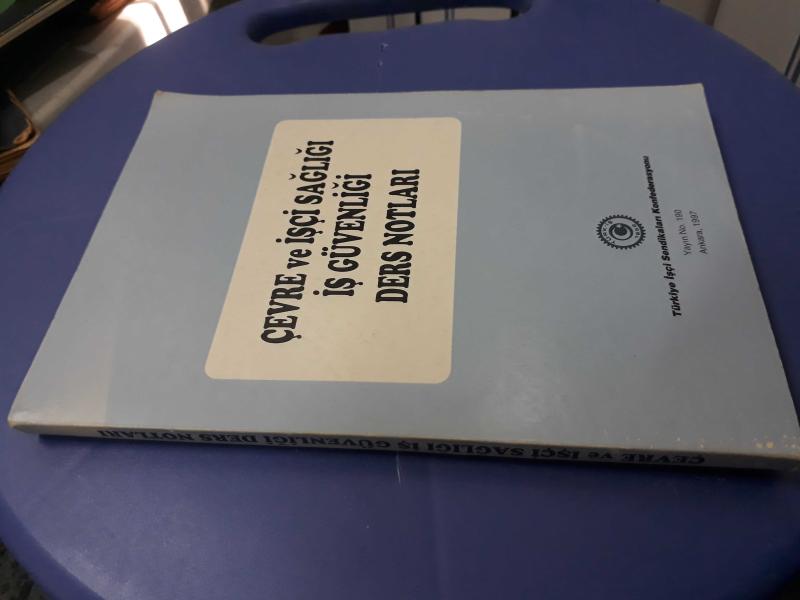 ÇEVRE ve İŞÇİ SAĞLIĞI
İŞ GÜVENLİĞİ
DERS NOTLARI
Türkiye İşçi Sendikaları Konfederasyonu
Yayın No. 190
Ankara, 1997
ÇEVRE ve İŞÇİ SAĞLIĞI İŞ GÜVENLİĞİ DERS NOTLARI